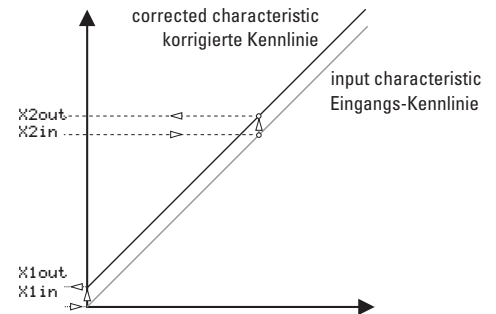 corrected characteristic
korrigierte Kennlinie
input characteristic
Eingangs-Kennlinie
X2out
X2in
X1out
X1in